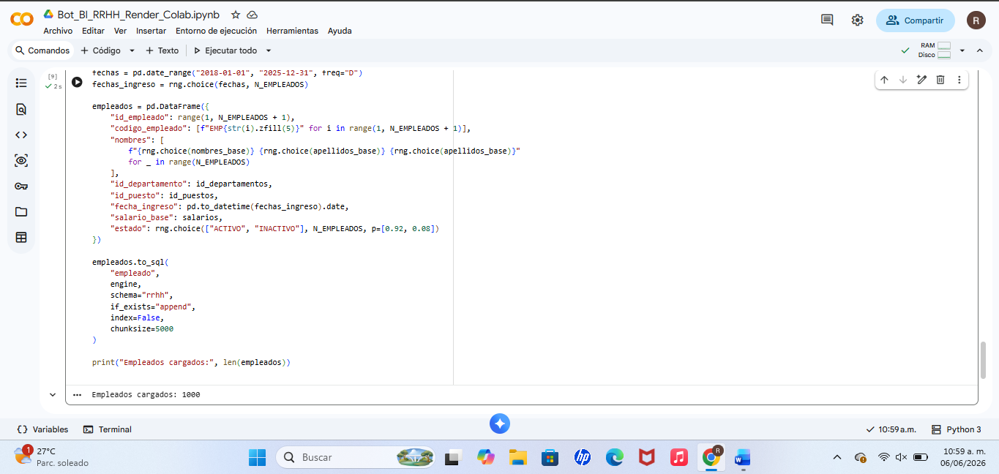 Bot_BI_RRHH_Render_Colab.ipynb
Archivo Editar Ver Insertar Entorno de ejecución Herramientas Ayuda
Compartir
R
Comandos + Código + Texto Ejecutar todo
RAM
Disco
[9]
2 s
fechas = pd.date_range("2018-01-01", "2025-12-31", freq="D")
fechas_ingreso = rng.choice(fechas, N_EMPLEADOS)
empleados = pd.DataFrame({
"id_empleado": range(1, N_EMPLEADOS + 1),
"codigo_empleado": [f"EMP{str(i).zfill(5)}" for i in range(1, N_EMPLEADOS + 1)],
"nombres": [
f"{rng.choice(nombres_base)} {rng.choice(apellidos_base)} {rng.choice(apellidos_base)}"
for _ in range(N_EMPLEADOS)
],
"id_departamento": id_departamentos,
"id_puesto": id_puestos,
"fecha_ingreso": pd.to_datetime(fechas_ingreso).date,
"salario_base": salarios,
"estado": rng.choice(["ACTIVO", "INACTIVO"], N_EMPLEADOS, p=[0.92, 0.08])
})
empleados.to_sql(
"empleado",
engine,
schema="rrhh",
if_exists="append",
index=False,
chunksize=5000
)
print("Empleados cargados:", len(empleados))
Empleados cargados: 1000
Variables Terminal
10:59 a.m. Python 3
1
27°C
Parc. soleado
Buscar
hp
R
W
10:59 a. m.
06/06/2026